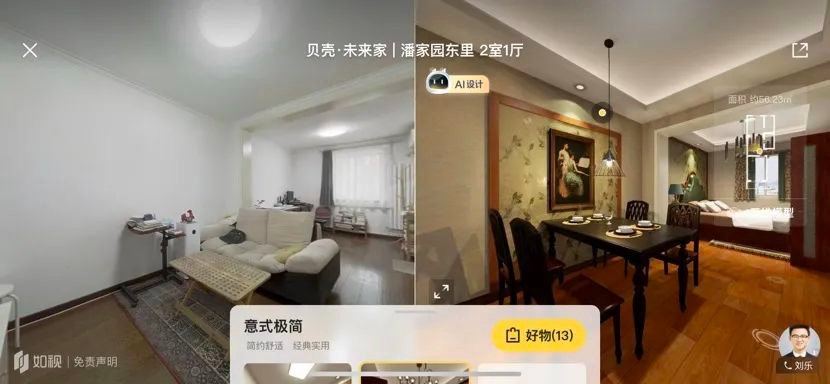 贝壳·未来家 | 潘家园东里 2室1厅
AI设计
面积 约56.23㎡
意式极简
简约舒适 经典实用
好物(13)
如视 | 免责声明
刘乐